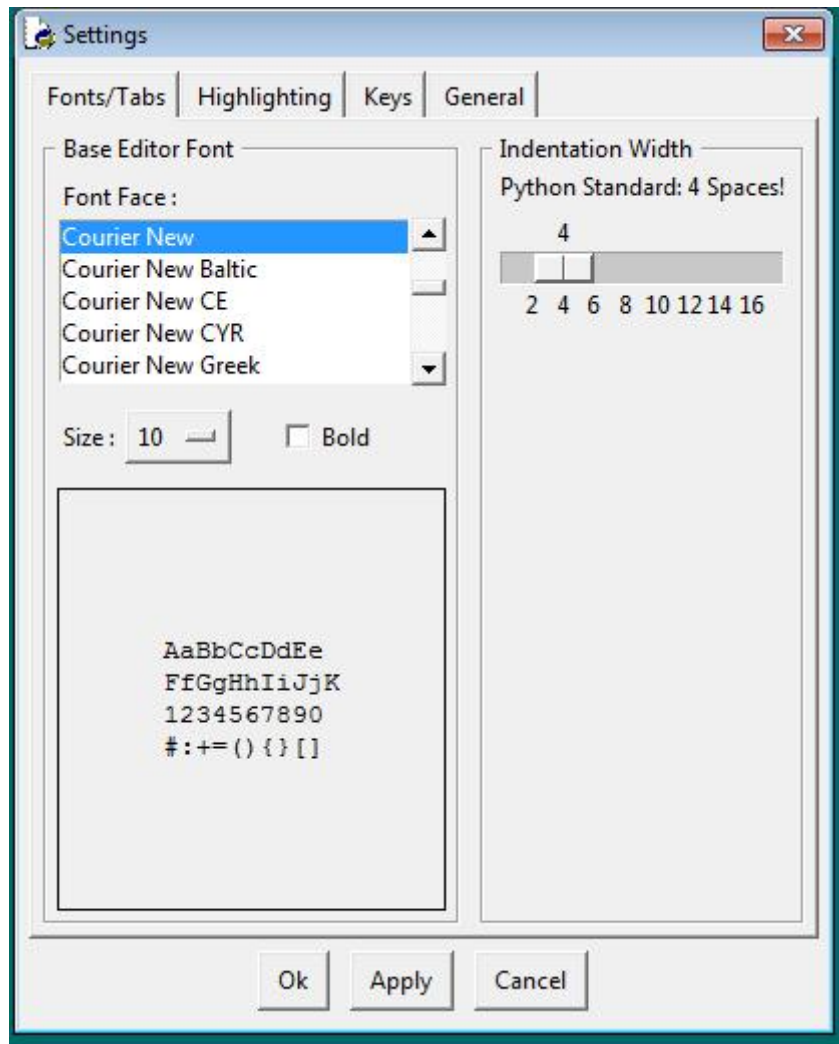 Settings
Fonts/Tabs Highlighting Keys General
Base Editor Font
Font Face :
Courier New
Courier New Baltic
Courier New CE
Courier New CYR
Courier New Greek
Size : 10 Bold
AaBbCcDdEe
FfGgHhIiJjK
1234567890
#:+=(){}[]
Indentation Width
Python Standard: 4 Spaces!
4
2 4 6 8 10 12 14 16
Ok Apply Cancel